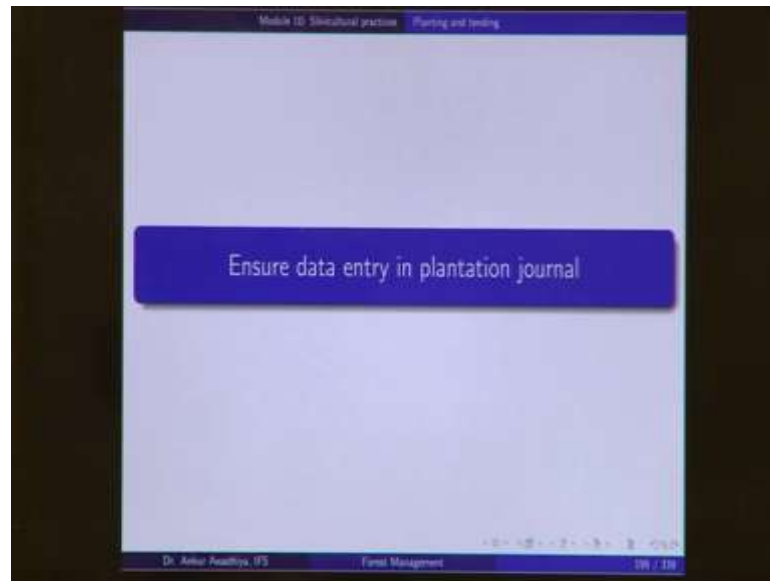 Module 10: Silvicultural practices Planting and tending
Ensure data entry in plantation journal
Dr. Ankur Awadhiya, IFS Forest Management / 339